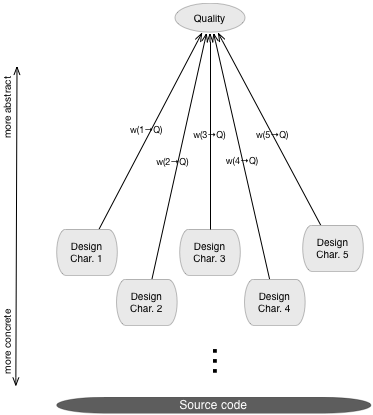 Quality
more abstract
w(1→Q)
w(3→Q)
w(5→Q)
w(2→Q)
w(4→Q)
Design
Char. 1
Design
Char. 3
Design
Char. 5
Design
Char. 2
Design
Char. 4
more concrete
Source code